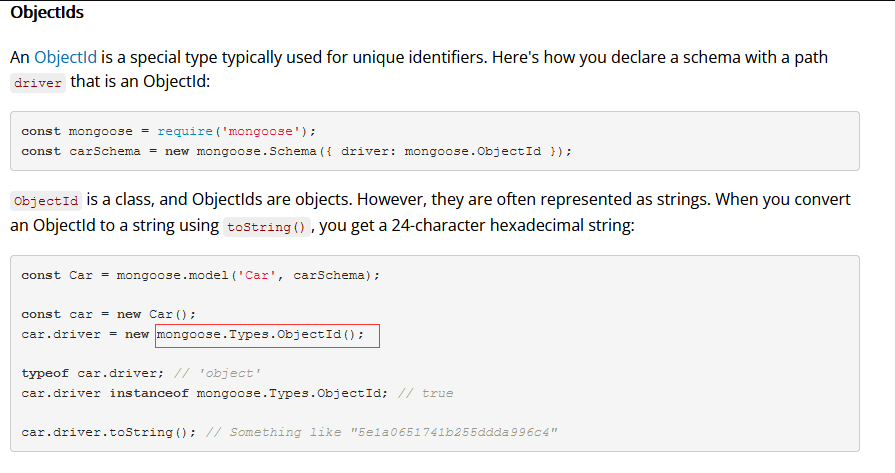 ObjectIds
An ObjectId is a special type typically used for unique identifiers. Here's how you declare a schema with a path
driver that is an ObjectId:
const mongoose = require('mongoose');
const carSchema = new mongoose.Schema({ driver: mongoose.ObjectId });
ObjectId is a class, and ObjectIds are objects. However, they are often represented as strings. When you convert
an ObjectId to a string using toString(), you get a 24-character hexadecimal string:
const Car = mongoose.model('Car', carSchema);
const car = new Car();
car.driver = new mongoose.Types.ObjectId();
typeof car.driver; // 'object'
car.driver instanceof mongoose.Types.ObjectId; // true
car.driver.toString(); // Something like "5e1a0651741b255ddda996c4"